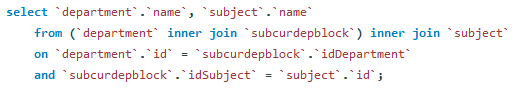 select `department`.`name`, `subject`.`name`
from (`department` inner join `subcurdepblock`) inner join `subject`
on `department`.`id` = `subcurdepblock`.`idDepartment`
and `subcurdepblock`.`idSubject` = `subject`.`id`;